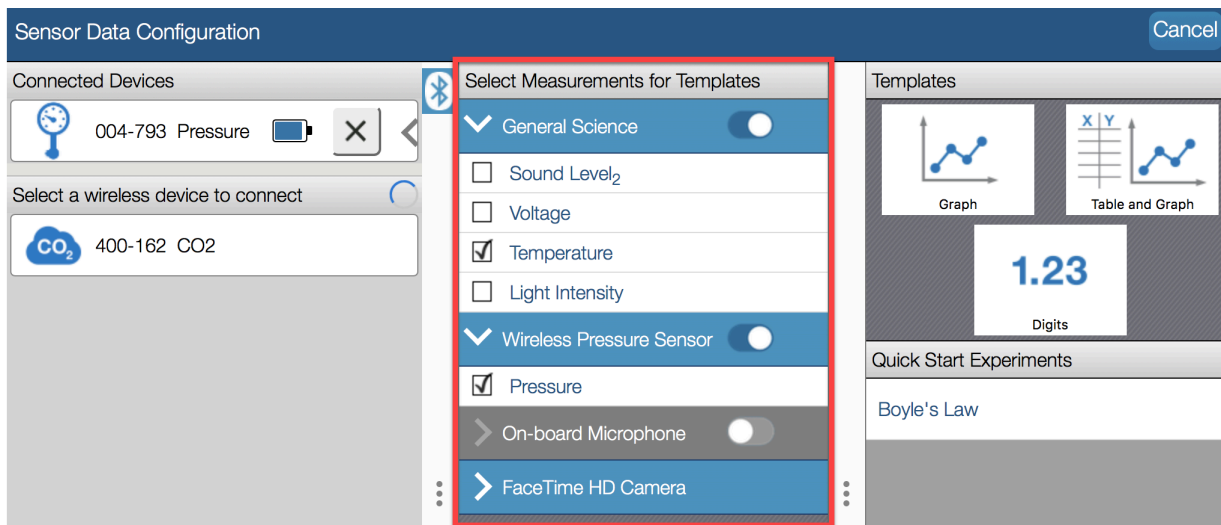 Sensor Data Configuration
Cancel
Connected Devices
004-793 Pressure
Select a wireless device to connect
CO₂
400-162 CO2
Select Measurements for Templates
General Science
Sound Level₂
Voltage
Temperature
Light Intensity
Wireless Pressure Sensor
Pressure
On-board Microphone
FaceTime HD Camera
Templates
Graph
X Y
Table and Graph
1.23
Digits
Quick Start Experiments
Boyle's Law